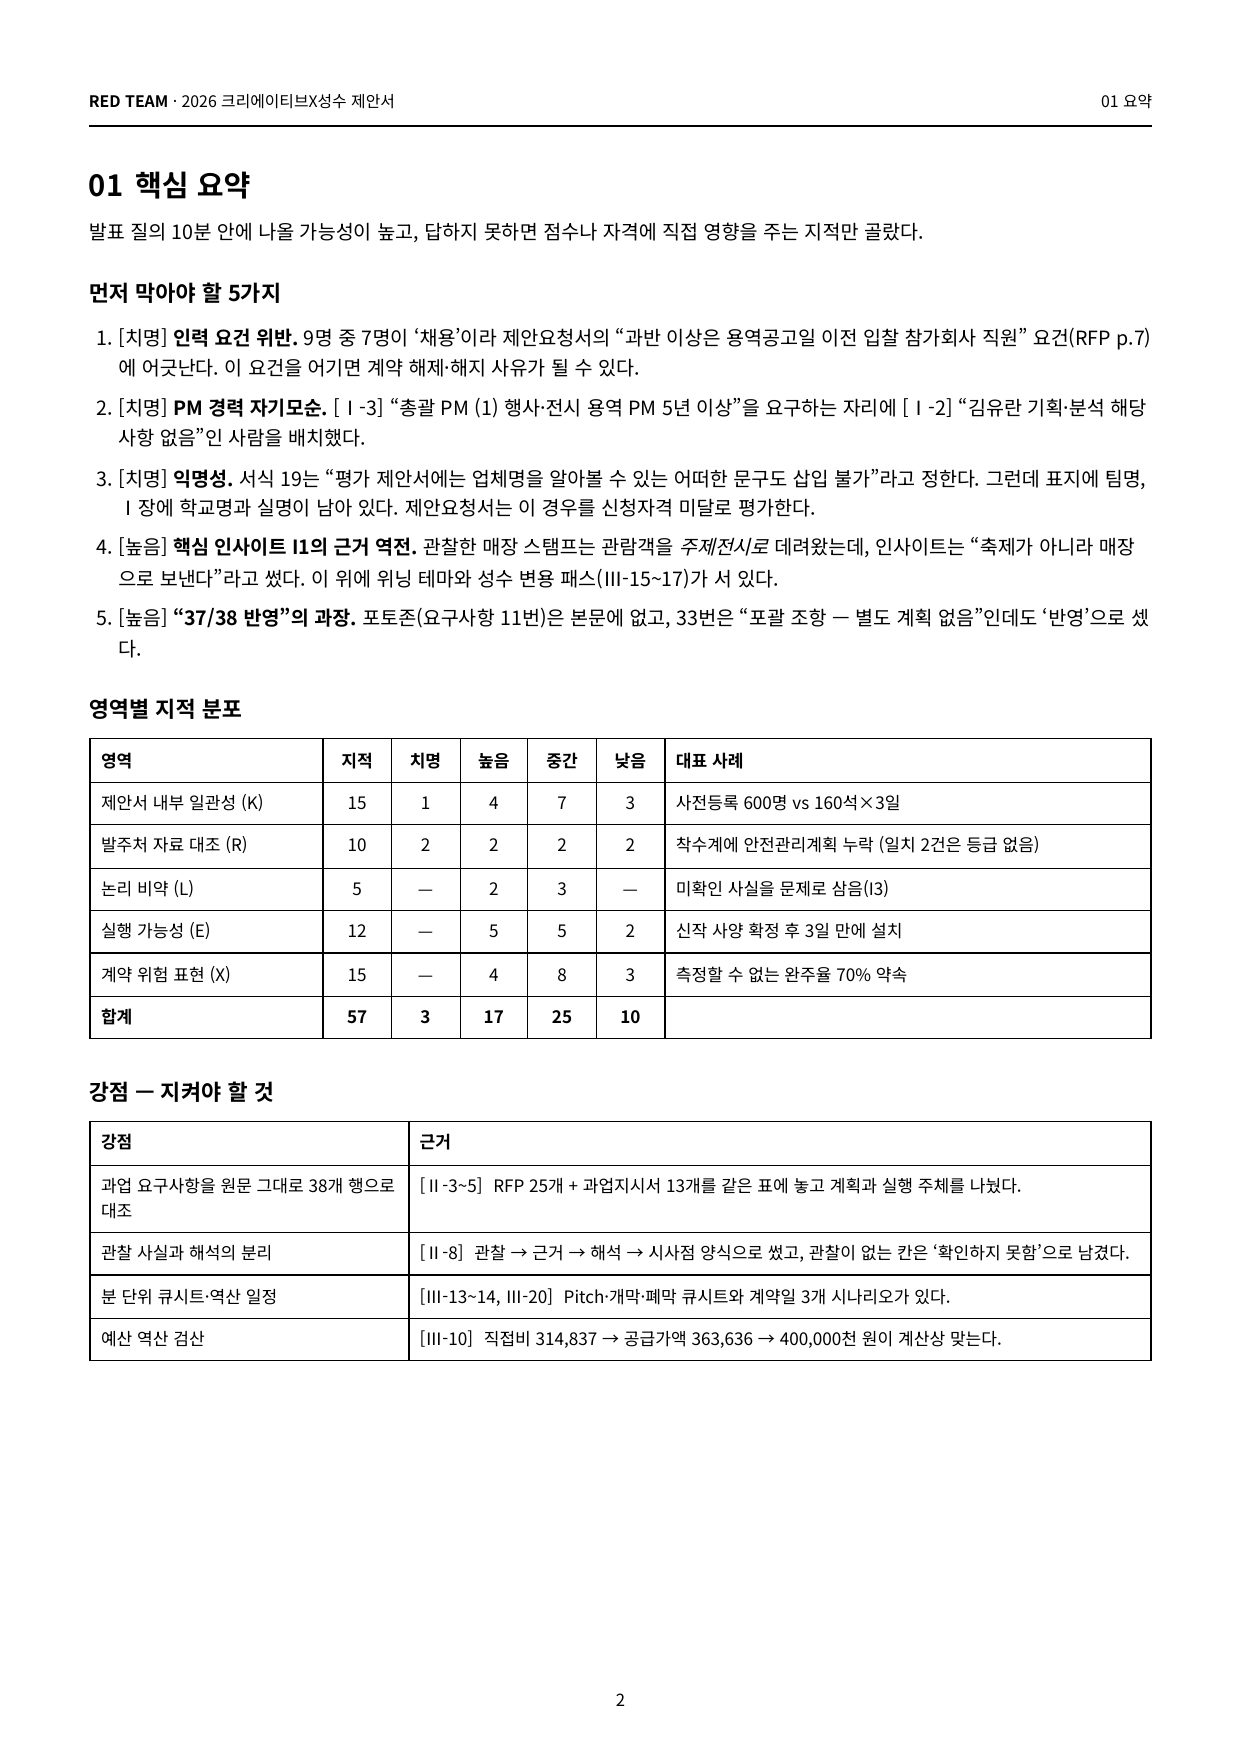 RED TEAM · 2026 크리에이티브X성수 제안서
01 요약
01 핵심 요약
발표 질의 10분 안에 나올 가능성이 높고, 답하지 못하면 점수나 자격에 직접 영향을 주는 지적만 골랐다.
먼저 막아야 할 5가지
1. [치명] 인력 요건 위반. 9명 중 7명이 ‘채용’이라 제안요청서의 “과반 이상은 용역공고일 이전 입찰 참가회사 직원” 요건(RFP p.7)
에 어긋난다. 이 요건을 어기면 계약 해제·해지 사유가 될 수 있다.
2. [치명] PM 경력 자기모순. [Ⅰ-3] “총괄 PM (1) 행사·전시 용역 PM 5년 이상”을 요구하는 자리에 [Ⅰ-2] “김유란 기획·분석 해당
사항 없음”인 사람을 배치했다.
3. [치명] 익명성. 서식 19는 “평가 제안서에는 업체명을 알아볼 수 있는 어떠한 문구도 삽입 불가”라고 정한다. 그런데 표지에 팀명,
Ⅰ장에 학교명과 실명이 남아 있다. 제안요청서는 이 경우를 신청자격 미달로 평가한다.
4. [높음] 핵심 인사이트 I1의 근거 역전. 관찰한 매장 스탬프는 관람객을 주제전시로 데려왔는데, 인사이트는 “축제가 아니라 매장
으로 보낸다”라고 썼다. 이 위에 위닝 테마와 성수 변용 패스(Ⅲ-15~17)가 서 있다.
5. [높음] “37/38 반영”의 과장. 포토존(요구사항 11번)은 본문에 없고, 33번은 “포괄 조항 — 별도 계획 없음”인데도 ‘반영’으로 셌
다.
영역별 지적 분포
영역 지적 치명 높음 중간 낮음 대표 사례
제안서 내부 일관성 (K) 15 1 4 7 3 사전등록 600명 vs 160석×3일
발주처 자료 대조 (R) 10 2 2 2 2 착수계에 안전관리계획 누락 (일치 2건은 등급 없음)
논리 비약 (L) 5 — 2 3 — 미확인 사실을 문제로 삼음(I3)
실행 가능성 (E) 12 — 5 5 2 신작 사양 확정 후 3일 만에 설치
계약 위험 표현 (X) 15 — 4 8 3 측정할 수 없는 완주율 70% 약속
합계 57 3 17 25 10
강점 — 지켜야 할 것
강점 근거
과업 요구사항을 원문 그대로 38개 행으로 [Ⅱ-3~5] RFP 25개 + 과업지시서 13개를 같은 표에 놓고 계획과 실행 주체를 나눴다.
대조
관찰 사실과 해석의 분리 [Ⅱ-8] 관찰 → 근거 → 해석 → 시사점 양식으로 썼고, 관찰이 없는 칸은 ‘확인하지 못함’으로 남겼다.
분 단위 큐시트·역산 일정 [Ⅲ-13~14, Ⅲ-20] Pitch·개막·폐막 큐시트와 계약일 3개 시나리오가 있다.
예산 역산 검산 [Ⅲ-10] 직접비 314,837 → 공급가액 363,636 → 400,000천 원이 계산상 맞는다.
2